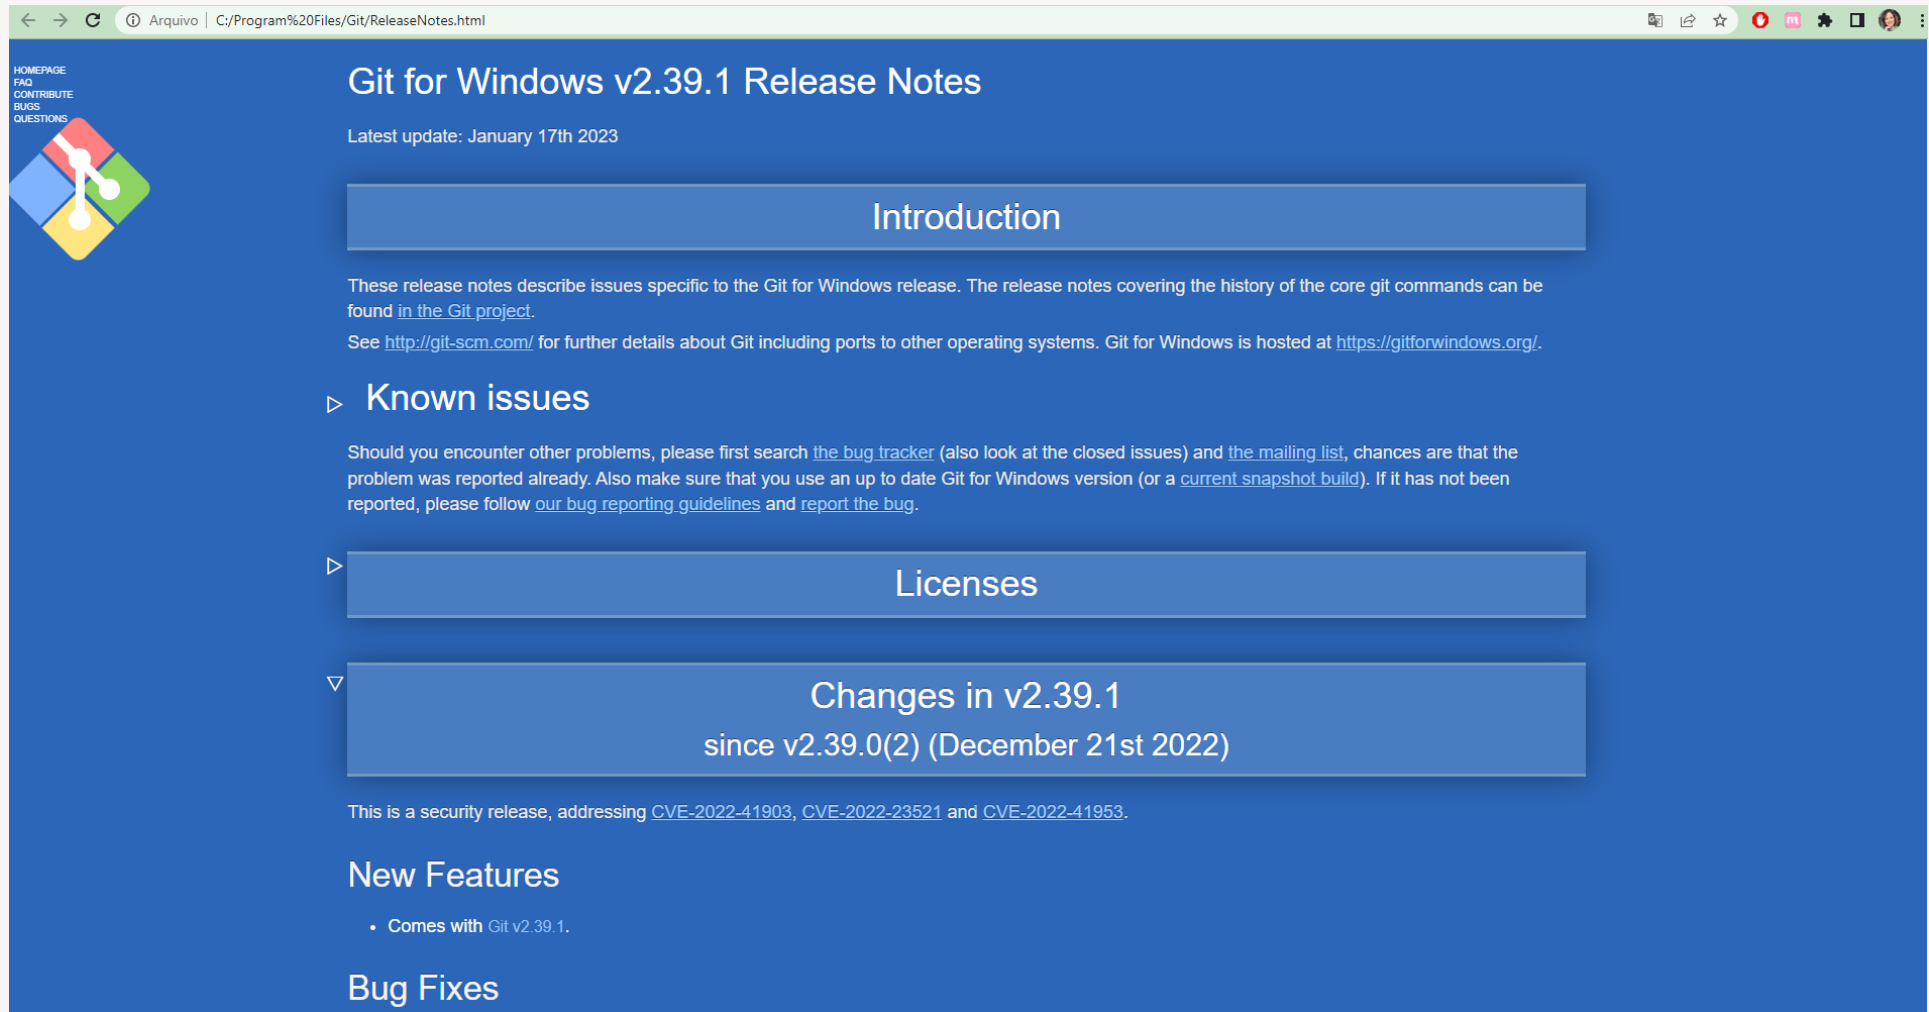 Arquivo C:/Program%20Files/Git/ReleaseNotes.html
HOMEPAGE
FAQ
CONTRIBUTE
BUGS
QUESTIONS
Git for Windows v2.39.1 Release Notes
Latest update: January 17th 2023
Introduction
These release notes describe issues specific to the Git for Windows release. The release notes covering the history of the core git commands can be
found in the Git project.
See http://git-scm.com/ for further details about Git including ports to other operating systems. Git for Windows is hosted at https://gitforwindows.org/.
Known issues
Should you encounter other problems, please first search the bug tracker (also look at the closed issues) and the mailing list, chances are that the
problem was reported already. Also make sure that you use an up to date Git for Windows version (or a current snapshot build). If it has not been
reported, please follow our bug reporting guidelines and report the bug.
Licenses
Changes in v2.39.1
since v2.39.0(2) (December 21st 2022)
This is a security release, addressing CVE-2022-41903, CVE-2022-23521 and CVE-2022-41953.
New Features
• Comes with Git v2.39.1.
Bug Fixes